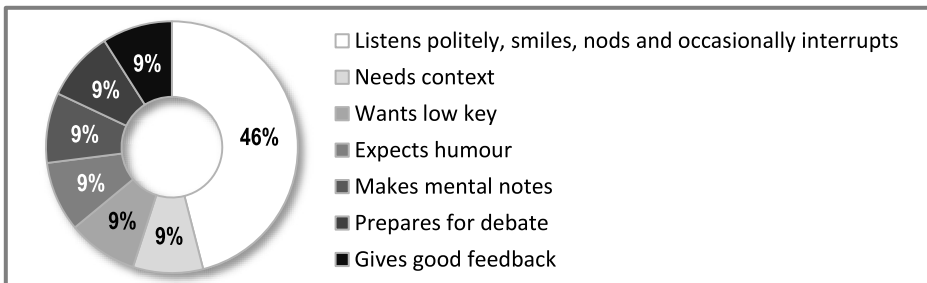 9%
9%
9%
9%
9%
9%
46%
Listens politely, smiles, nods and occasionally interrupts
Needs context
Wants low key
Expects humour
Makes mental notes
Prepares for debate
Gives good feedback